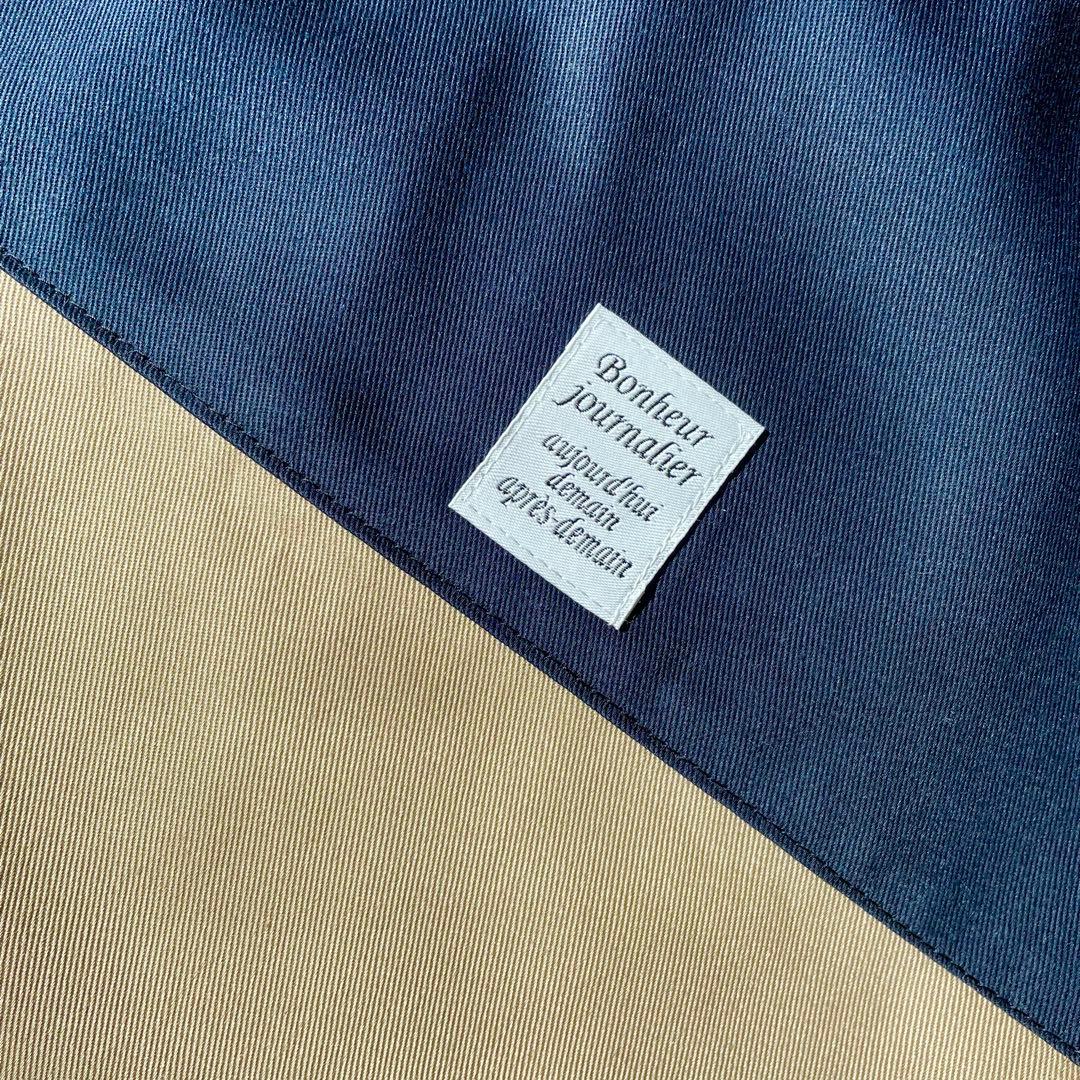 Bonheur
journalier
aujourd'hui
demain
après-demain